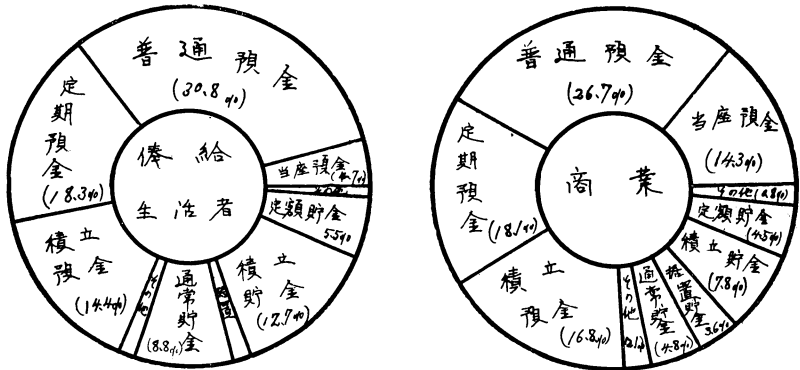 普通預金
(30.8%)
当座預金(4.7%)
定額貯金
5.5%
積立
貯金
(12.7%)
通常貯金
(8.8%)
その他
積立
預金
(14.4%)
定期預金
(18.3%)
俸給
生活者
普通預金
(26.7%)
当座預金
(14.3%)
その他(0.8%)
定額貯金
(4.5%)
積立貯金
(7.8%)
据置貯金
3.6%
通常貯金
(4.8%)
その他
積立
預金
(16.8%)
定期預金
(18.1%)
商業